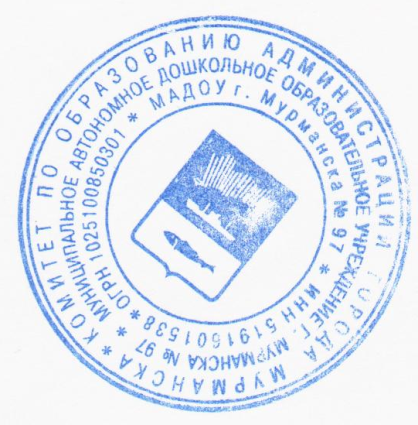 * КОМИТЕТ ПО ОБРАЗОВАНИЮ АДМИНИСТРАЦИИ ГОРОДА МУРМАНСКА
* МУНИЦИПАЛЬНОЕ АВТОНОМНОЕ ДОШКОЛЬНОЕ ОБРАЗОВАТЕЛЬНОЕ УЧРЕЖДЕНИЕ Г. МУРМАНСКА № 97
* ОГРН 1025100850301 * МАДОУ г. Мурманска № 97 * ИНН 5191601538